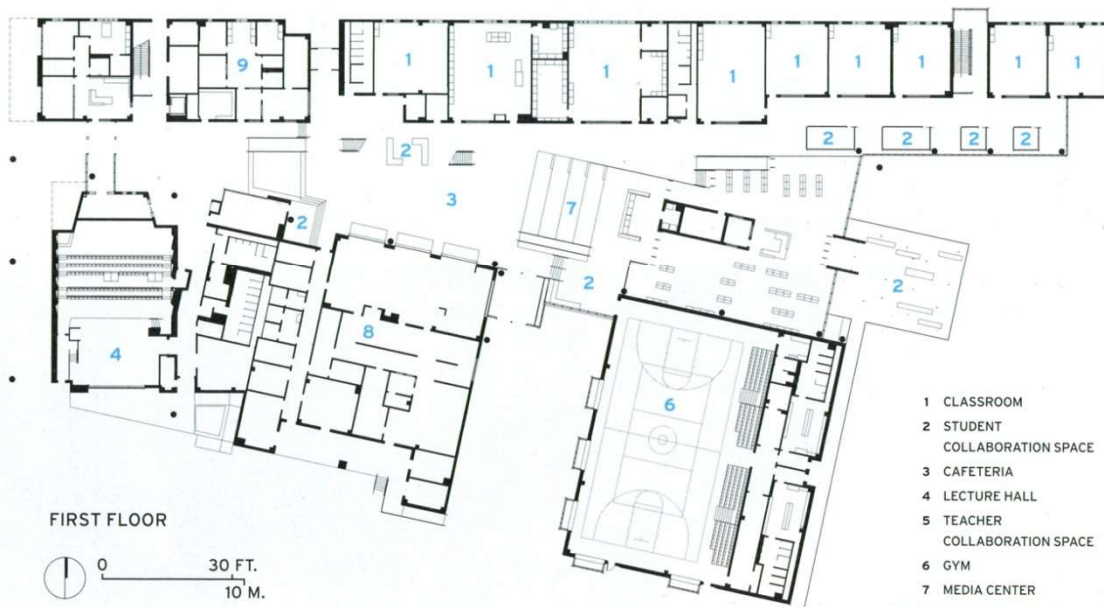 9
1
1
1
1
1
1
1
1
1
2
2
2
2
2
3
7
2
2
2
8
4
6
FIRST FLOOR
0 30 FT.
10 M.
1 CLASSROOM
2 STUDENT
COLLABORATION SPACE
3 CAFETERIA
4 LECTURE HALL
5 TEACHER
COLLABORATION SPACE
6 GYM
7 MEDIA CENTER